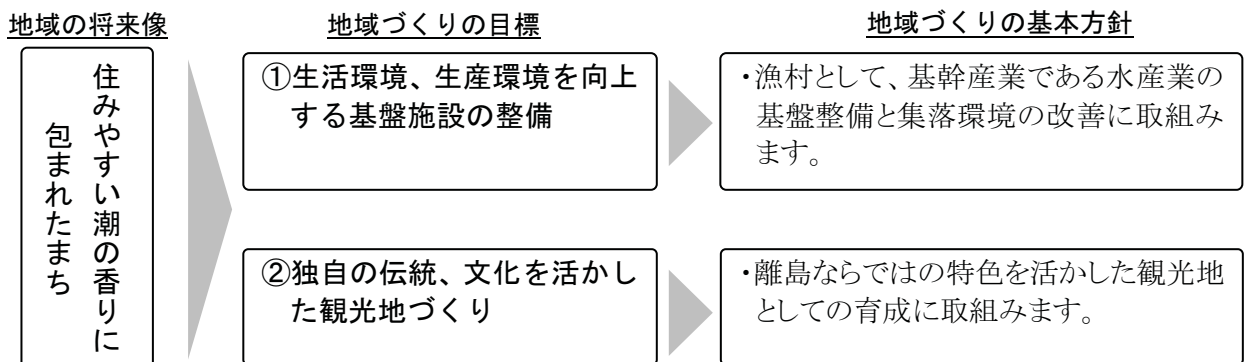 地域の将来像
地域づくりの目標
地域づくりの基本方針
住みやすい潮の香りに
包まれたまち
①生活環境、生産環境を向上
する基盤施設の整備
・漁村として、基幹産業である水産業の
基盤整備と集落環境の改善に取組み
ます。
②独自の伝統、文化を活かし
た観光地づくり
・離島ならではの特色を活かした観光地
としての育成に取組みます。